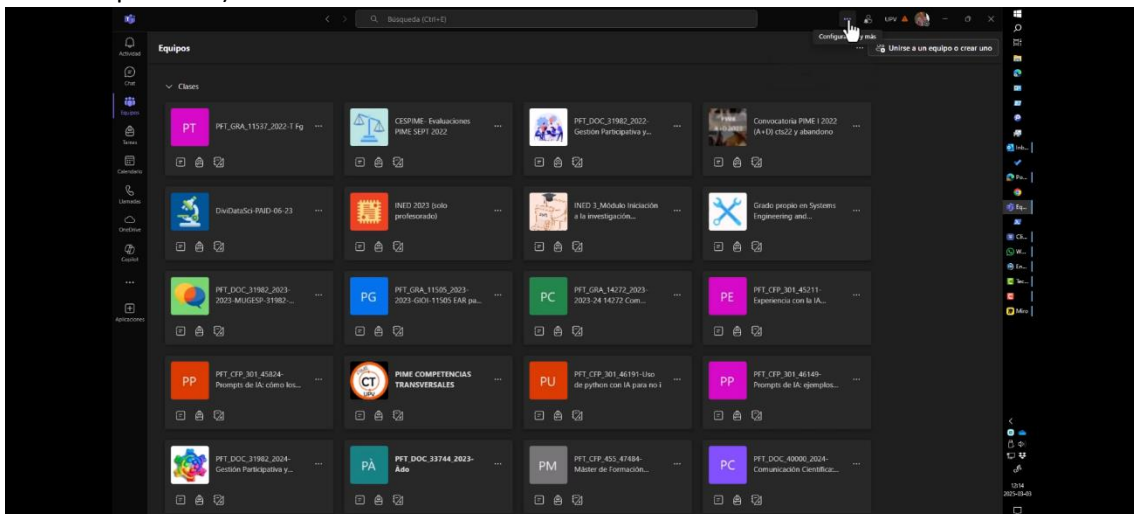 Búsqueda (Ctrl+E)
UPV
Configuración y más
Equipos
Unirse a un equipo o crear uno
Actividad
Chat
Equipos
Tareas
Calendario
Llamadas
OneDrive
Copilot
Aplicaciones
Clases
PT
PFT_GRA_11537_2022-T Fg
CESPIME- Evaluaciones
PIME SEPT 2022
PFT_DOC_31982_2022-
Gestión Participativa y...
Convocatoria PIME I 2022
(A+D) cts22 y abandono
DiviDataSci-PAID-06-23
INED 2023 (solo
profesorado)
INED 3_Módulo Iniciación
a la investigación...
Grado propio en Systems
Engineering and...
PFT_DOC_31982_2023-
2023-MUGESP-31982-...
PG
PFT_GRA_11505_2023-
2023-GIOI-11505 EAR pa...
PC
PFT_GRA_14272_2023-
2023-24 14272 Com...
PE
PFT_CFP_301_45211-
Experiencia con la IA...
PP
PFT_CFP_301_45824-
Prompts de IA: cómo los...
CT
UPV
PIME COMPETENCIAS
TRANSVERSALES
PU
PFT_CFP_301_46191-Uso
de python con IA para no i
PP
PFT_CFP_301_46149-
Prompts de IA: ejemplos...
PFT_DOC_31982_2024-
Gestión Participativa y...
PÀ
PFT_DOC_33744_2023-
Àdo
PM
PFT_CFP_455_47484-
Máster de Formación...
PC
PFT_DOC_40000_2024-
Comunicación Científica:...
Eq...
W...
En...
Miro
12:14
2025-03-03